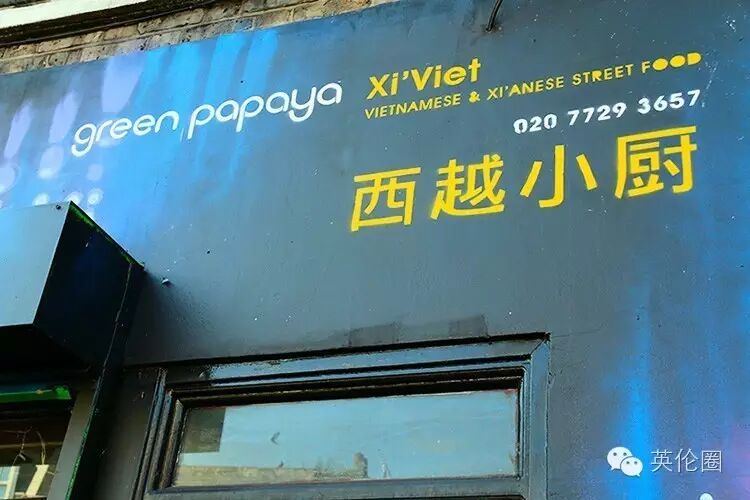 green papaya
Xi'Viet
VIETNAMESE & XI'ANESE STREET FOOD
020 7729 3657
西越小厨
英伦圈